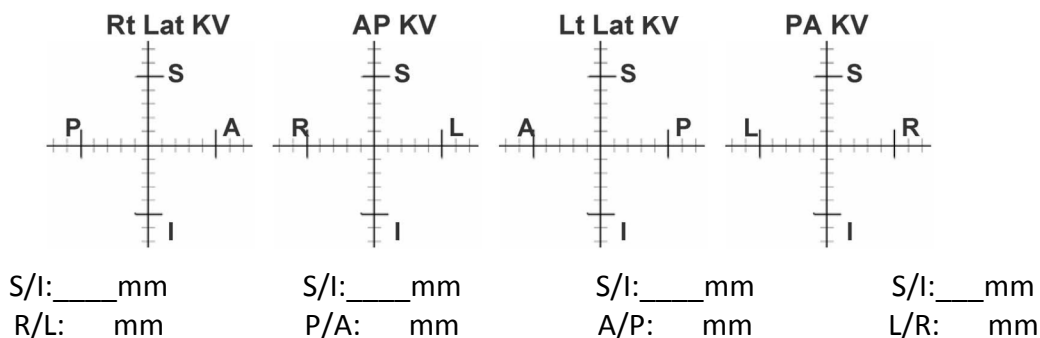 Rt Lat KV AP KV Lt Lat KV PA KV
S S S S
P A R L A P L R
I I I I
S/I:____mm S/I:____mm S/I:____mm S/I:___mm
R/L: mm P/A: mm A/P: mm L/R: mm